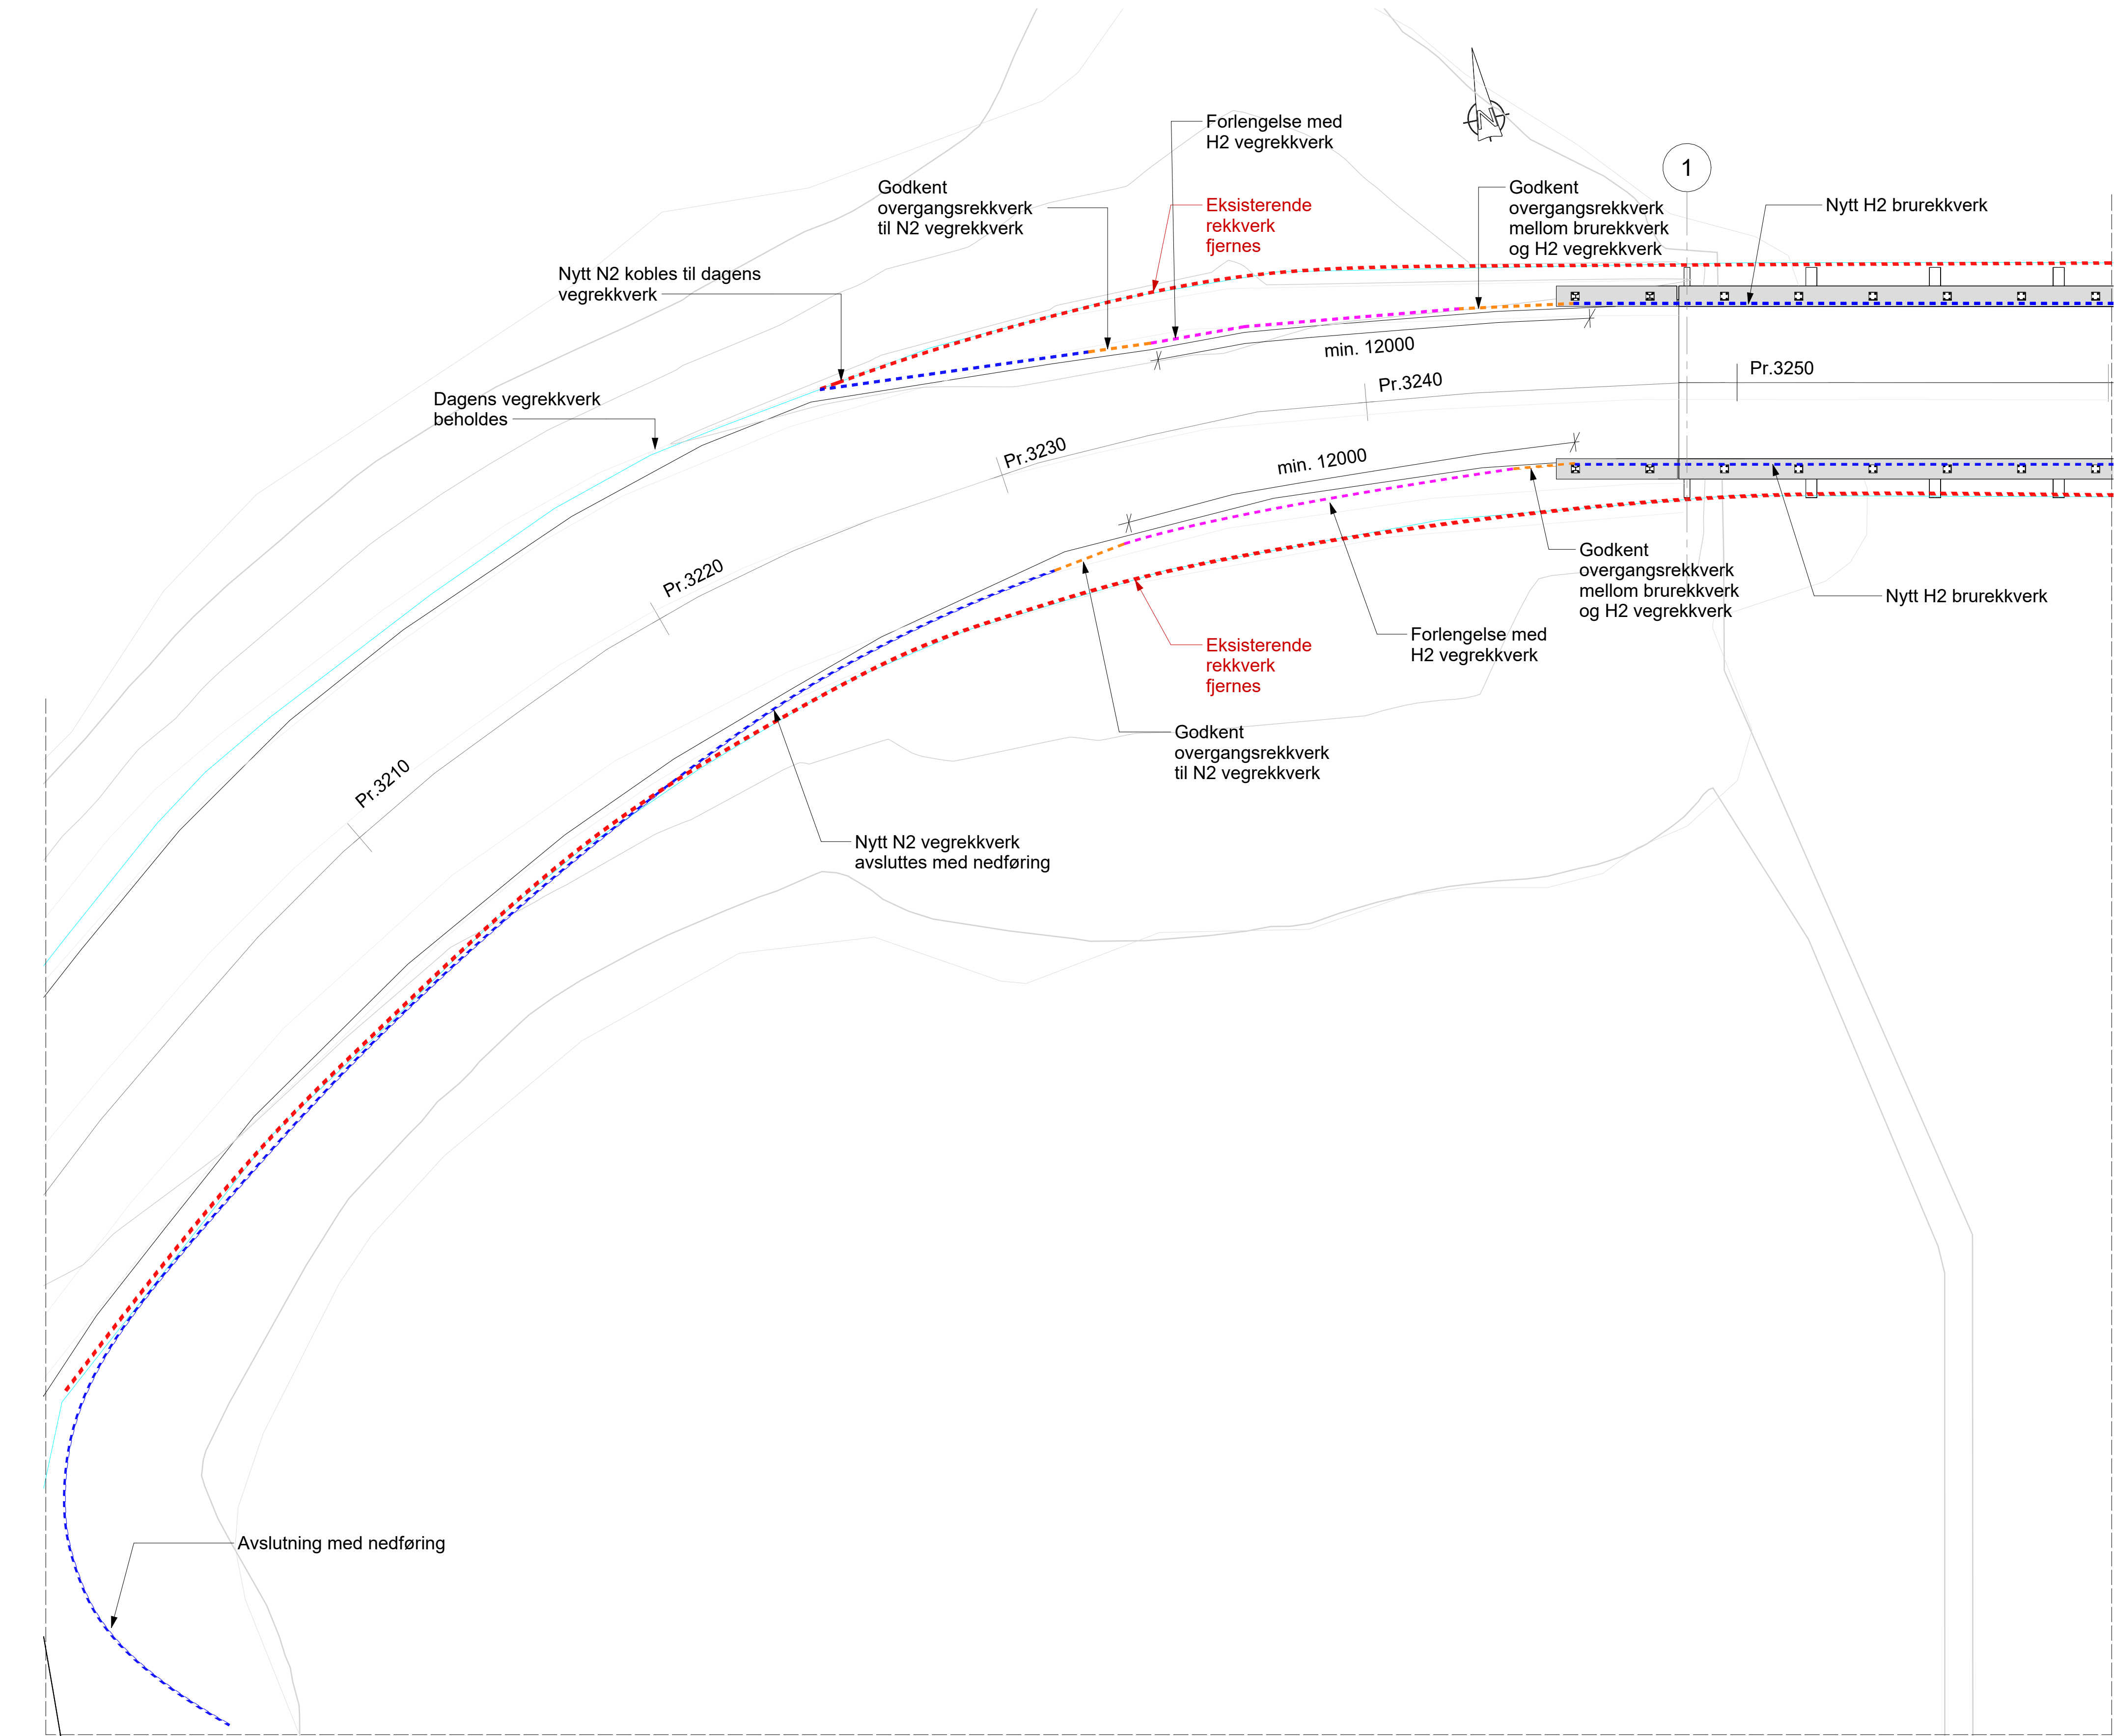 Forlengelse med
H2 vegrekkverk
N
1
Godkent
overgangsrekkverk
til N2 vegrekkverk
Eksisterende
rekkverk
fjernes
Godkent
overgangsrekkverk
mellom brurekkverk
og H2 vegrekkverk
Nytt H2 brurekkverk
Nytt N2 kobles til dagens
vegrekkverk
min. 12000
Pr.3240
Pr.3250
Dagens vegrekkverk
beholdes
Pr.3230
min. 12000
Pr.3220
Godkent
overgangsrekkverk
mellom brurekkverk
og H2 vegrekkverk
Nytt H2 brurekkverk
Eksisterende
rekkverk
fjernes
Forlengelse med
H2 vegrekkverk
Godkent
overgangsrekkverk
til N2 vegrekkverk
Pr.3210
Nytt N2 vegrekkverk
avsluttes med nedføring
Avslutning med nedføring